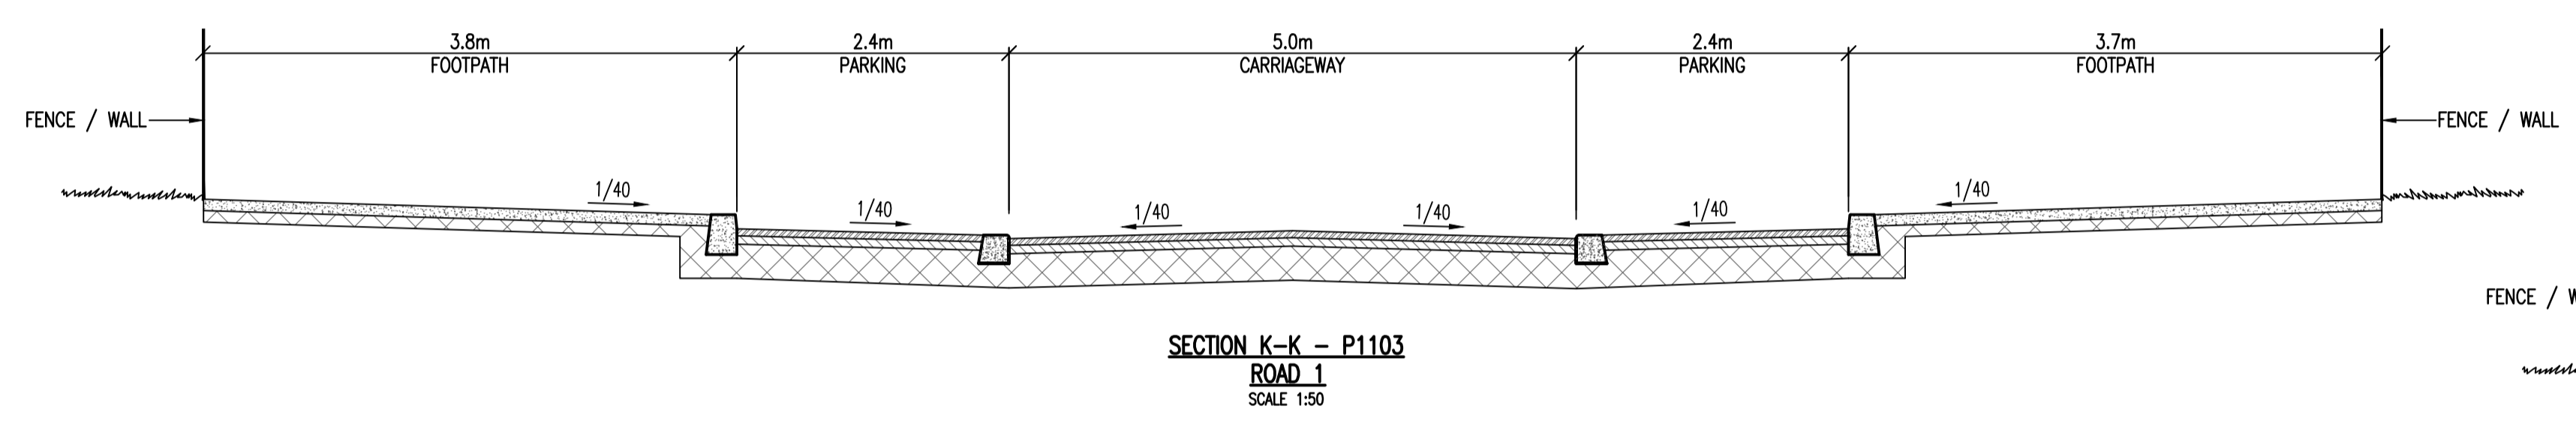 3.8m
FOOTPATH
2.4m
PARKING
5.0m
CARRIAGEWAY
2.4m
PARKING
3.7m
FOOTPATH
FENCE / WALL
FENCE / WALL
1/40
1/40
1/40
1/40
1/40
1/40
FENCE / W
SECTION K-K - P1103
ROAD 1
SCALE 1:50